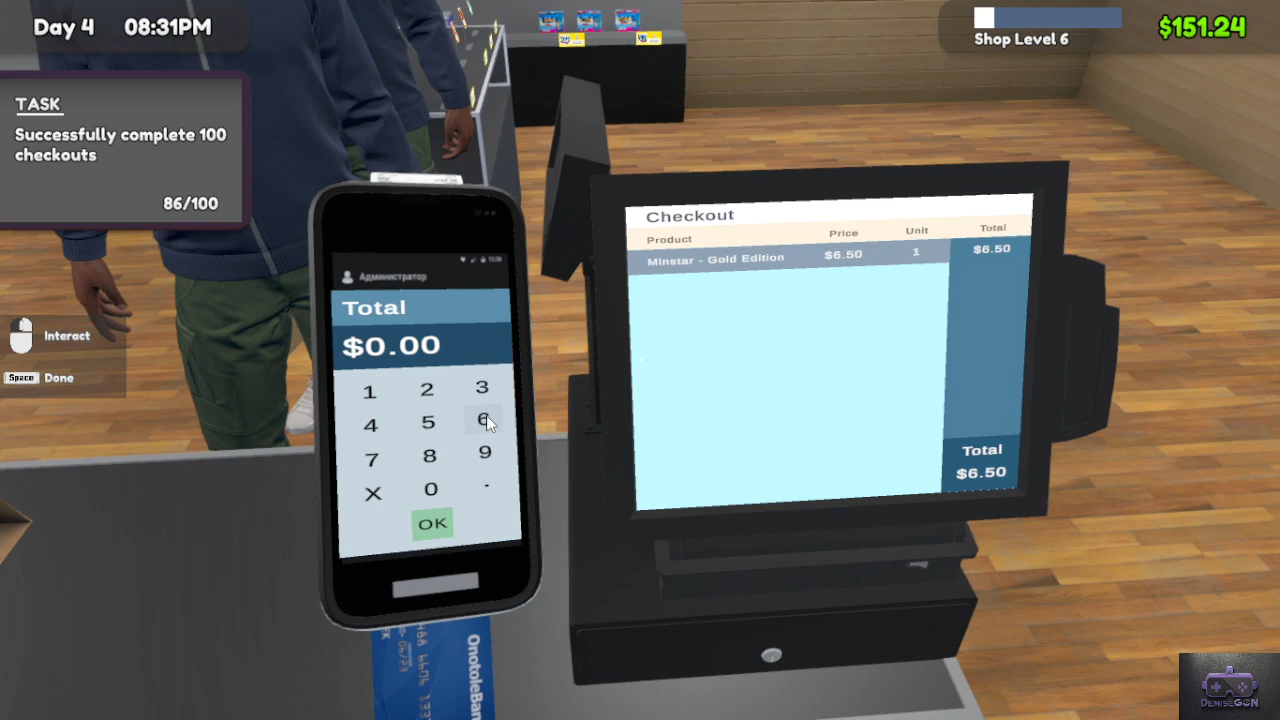 Day 4 08:31PM
Shop Level 6
$151.24
TASK
Successfully complete 100
checkouts
86/100
Interact
Space Done
Администратор
Total
$0.00
1 2 3
4 5 6
7 8 9
X 0 .
OK
Checkout
Product Price Unit Total
Minstar - Gold Edition $6.50 1 $6.50
Total
$6.50
OnotoleBan
DEMISEGON